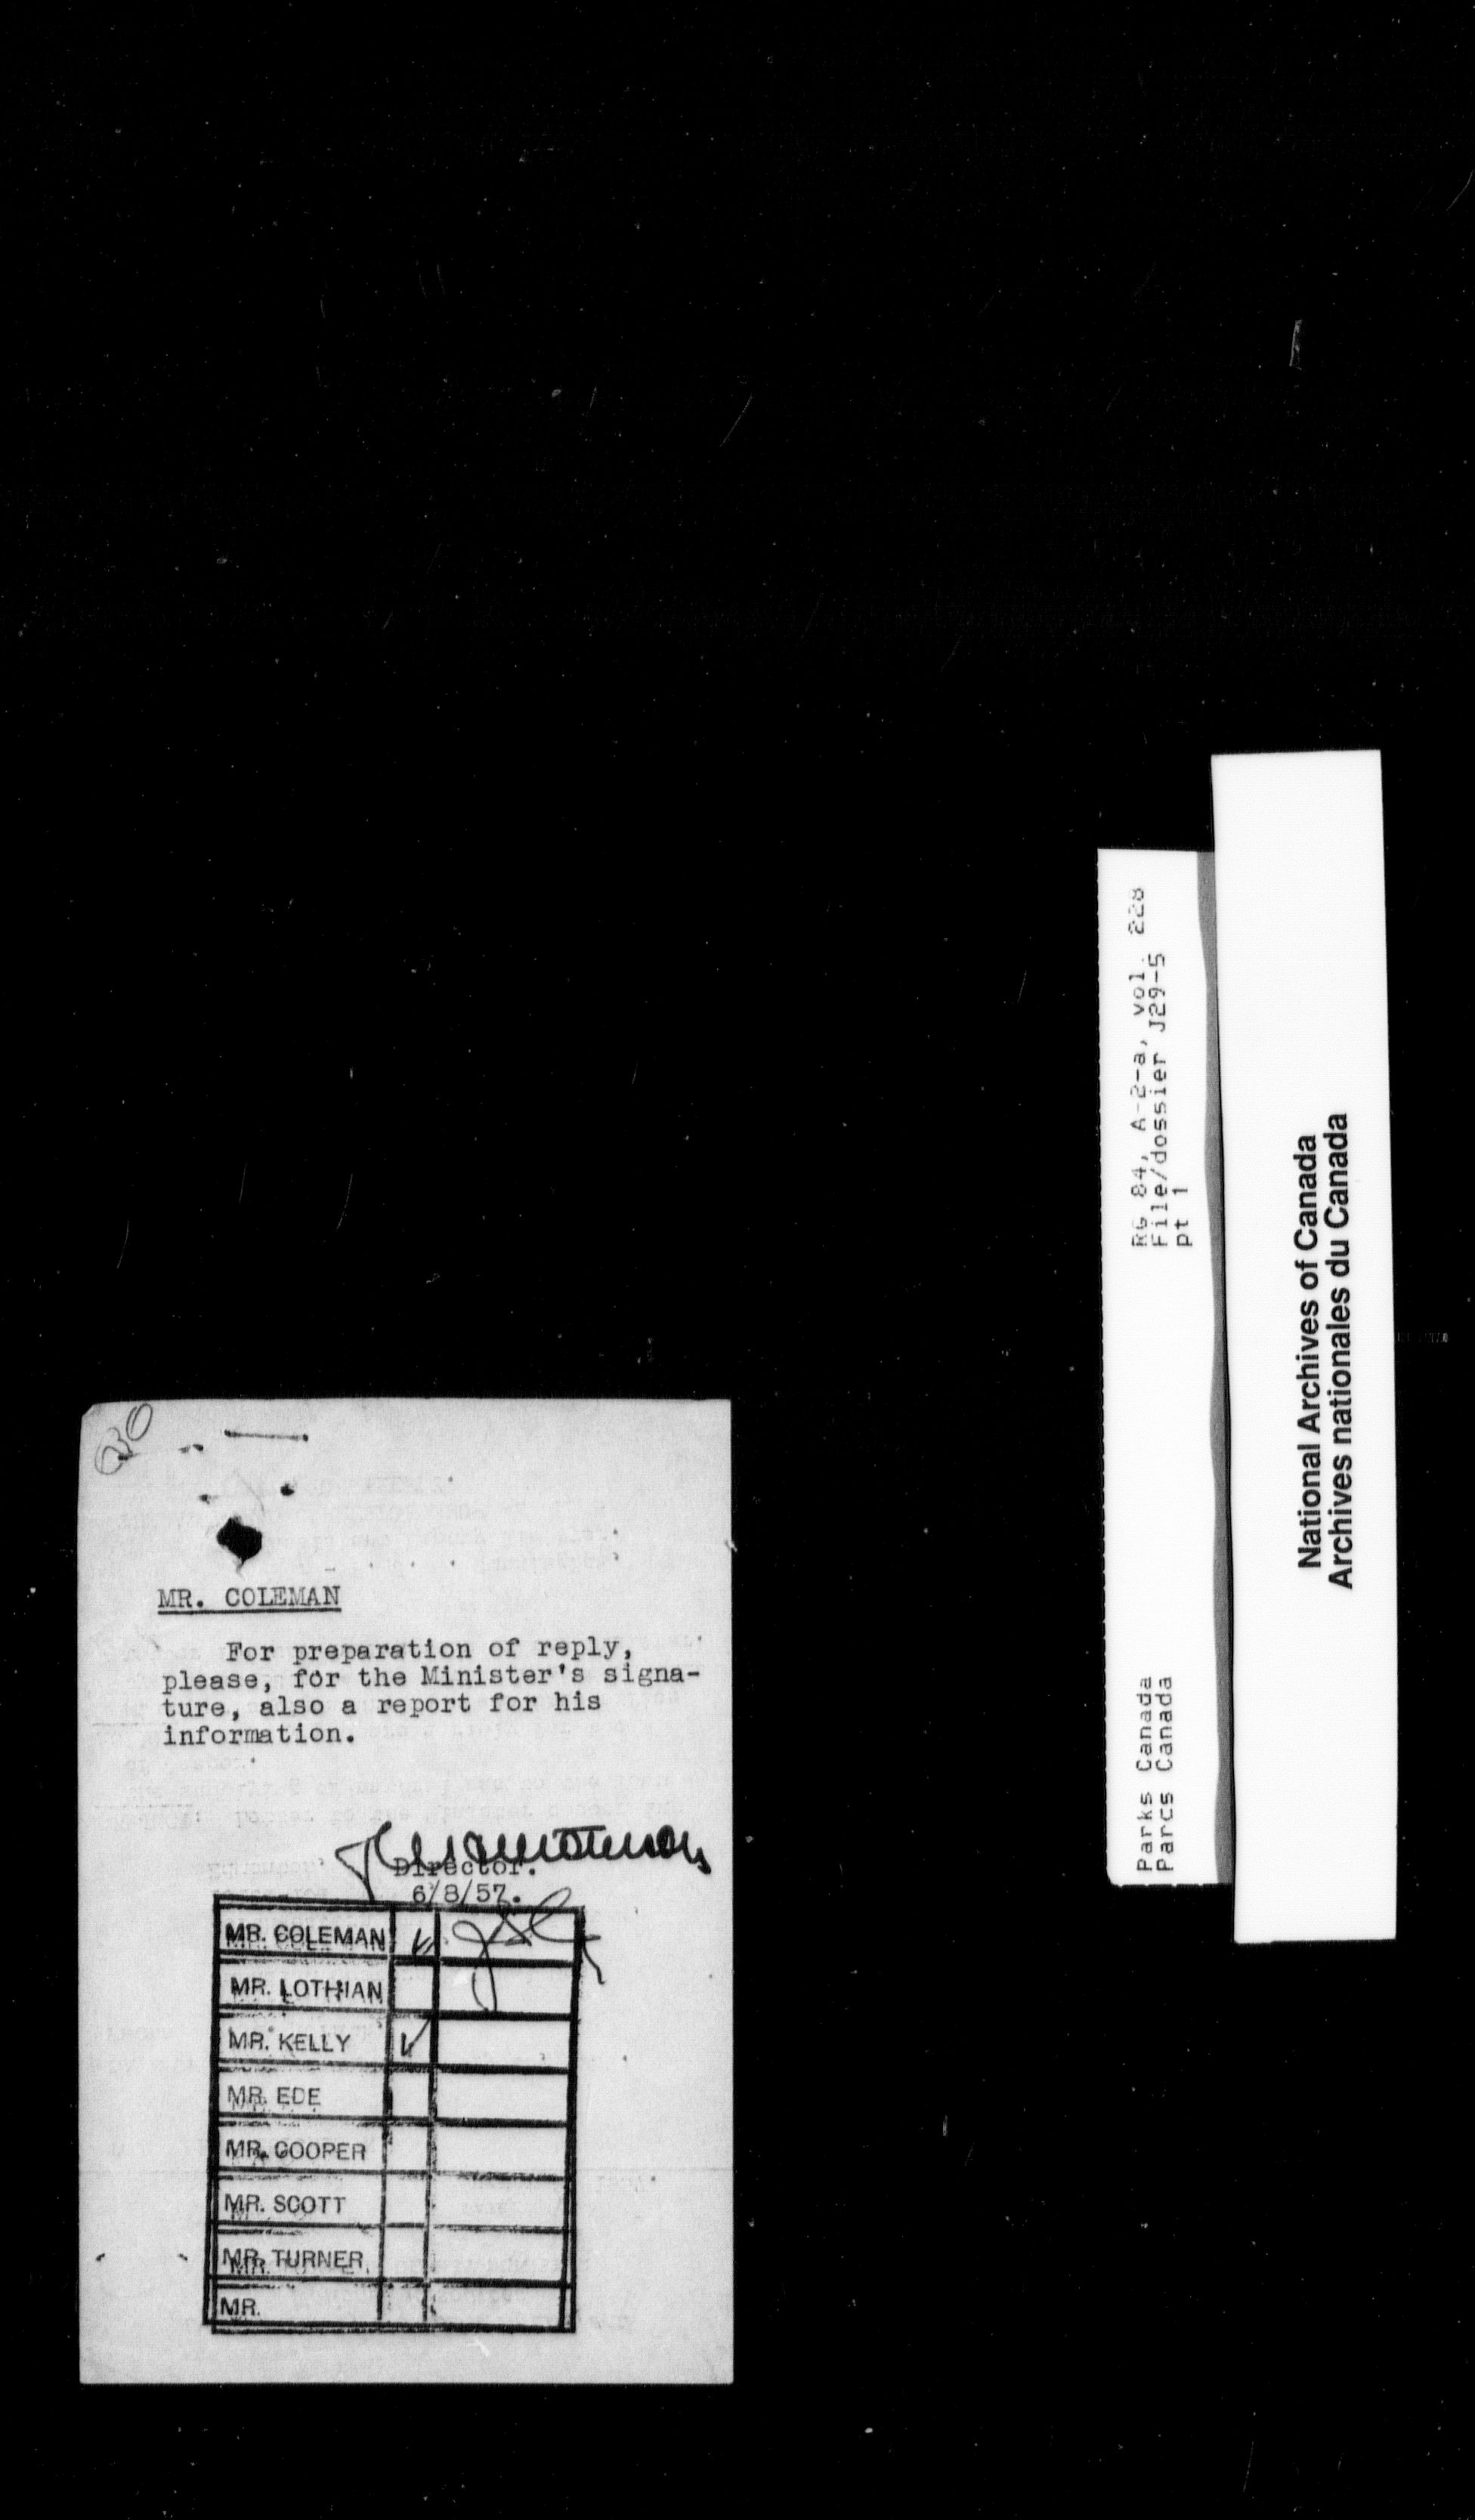 630
MR. COLEMAN
For preparation of reply,
please, for the Minister's signa-
ture, also a report for his
information.
Director.
6/8/57.
MR. COLEMAN
MR. LOTHIAN
MR. KELLY
MR. EDE
MR. COOPER
MR. SCOTT
MR. TURNER
MR.
RG 84, A-2-a, vol. 228
File/dossier J29-5
pt 1
Parks Canada
Parcs Canada
National Archives of Canada
Archives nationales du Canada